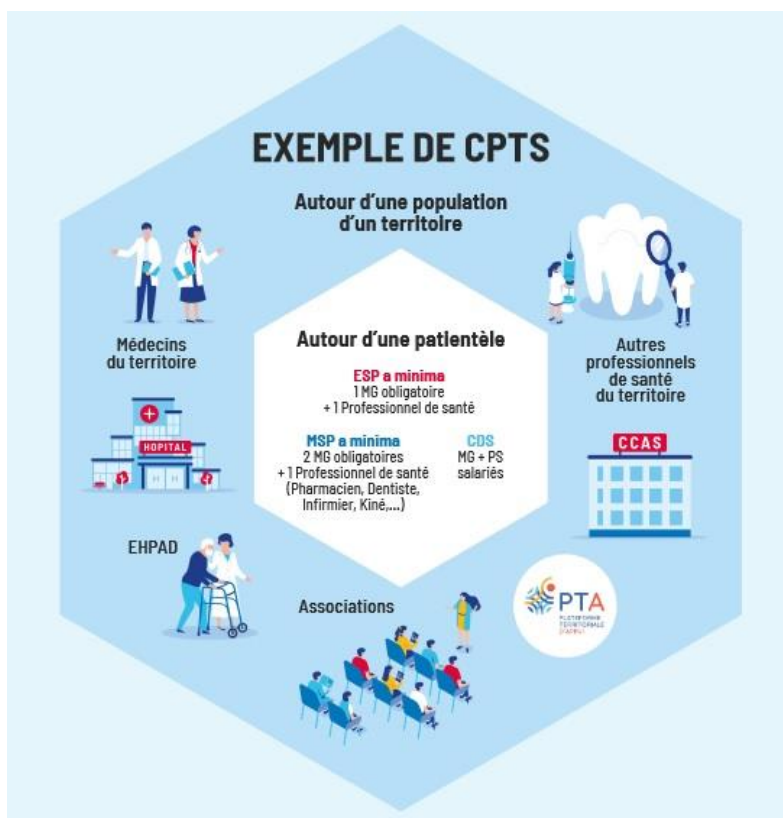 EXEMPLE DE CPTS
Autour d'une population
d'un territoire
Médecins
du territoire
Autres
professionnels
de santé
du territoire
HOPITAL
CCAS
EHPAD
Associations
PTA
PLATEFORME
TERRITORIALE
D'APPUI
Autour d'une patientèle
ESP a minima
1 MG obligatoire
+ 1 Professionnel de santé
MSP a minima
2 MG obligatoires
+ 1 Professionnel de santé
(Pharmacien, Dentiste,
Infirmier, Kiné,...)
CDS
MG + PS
salariés